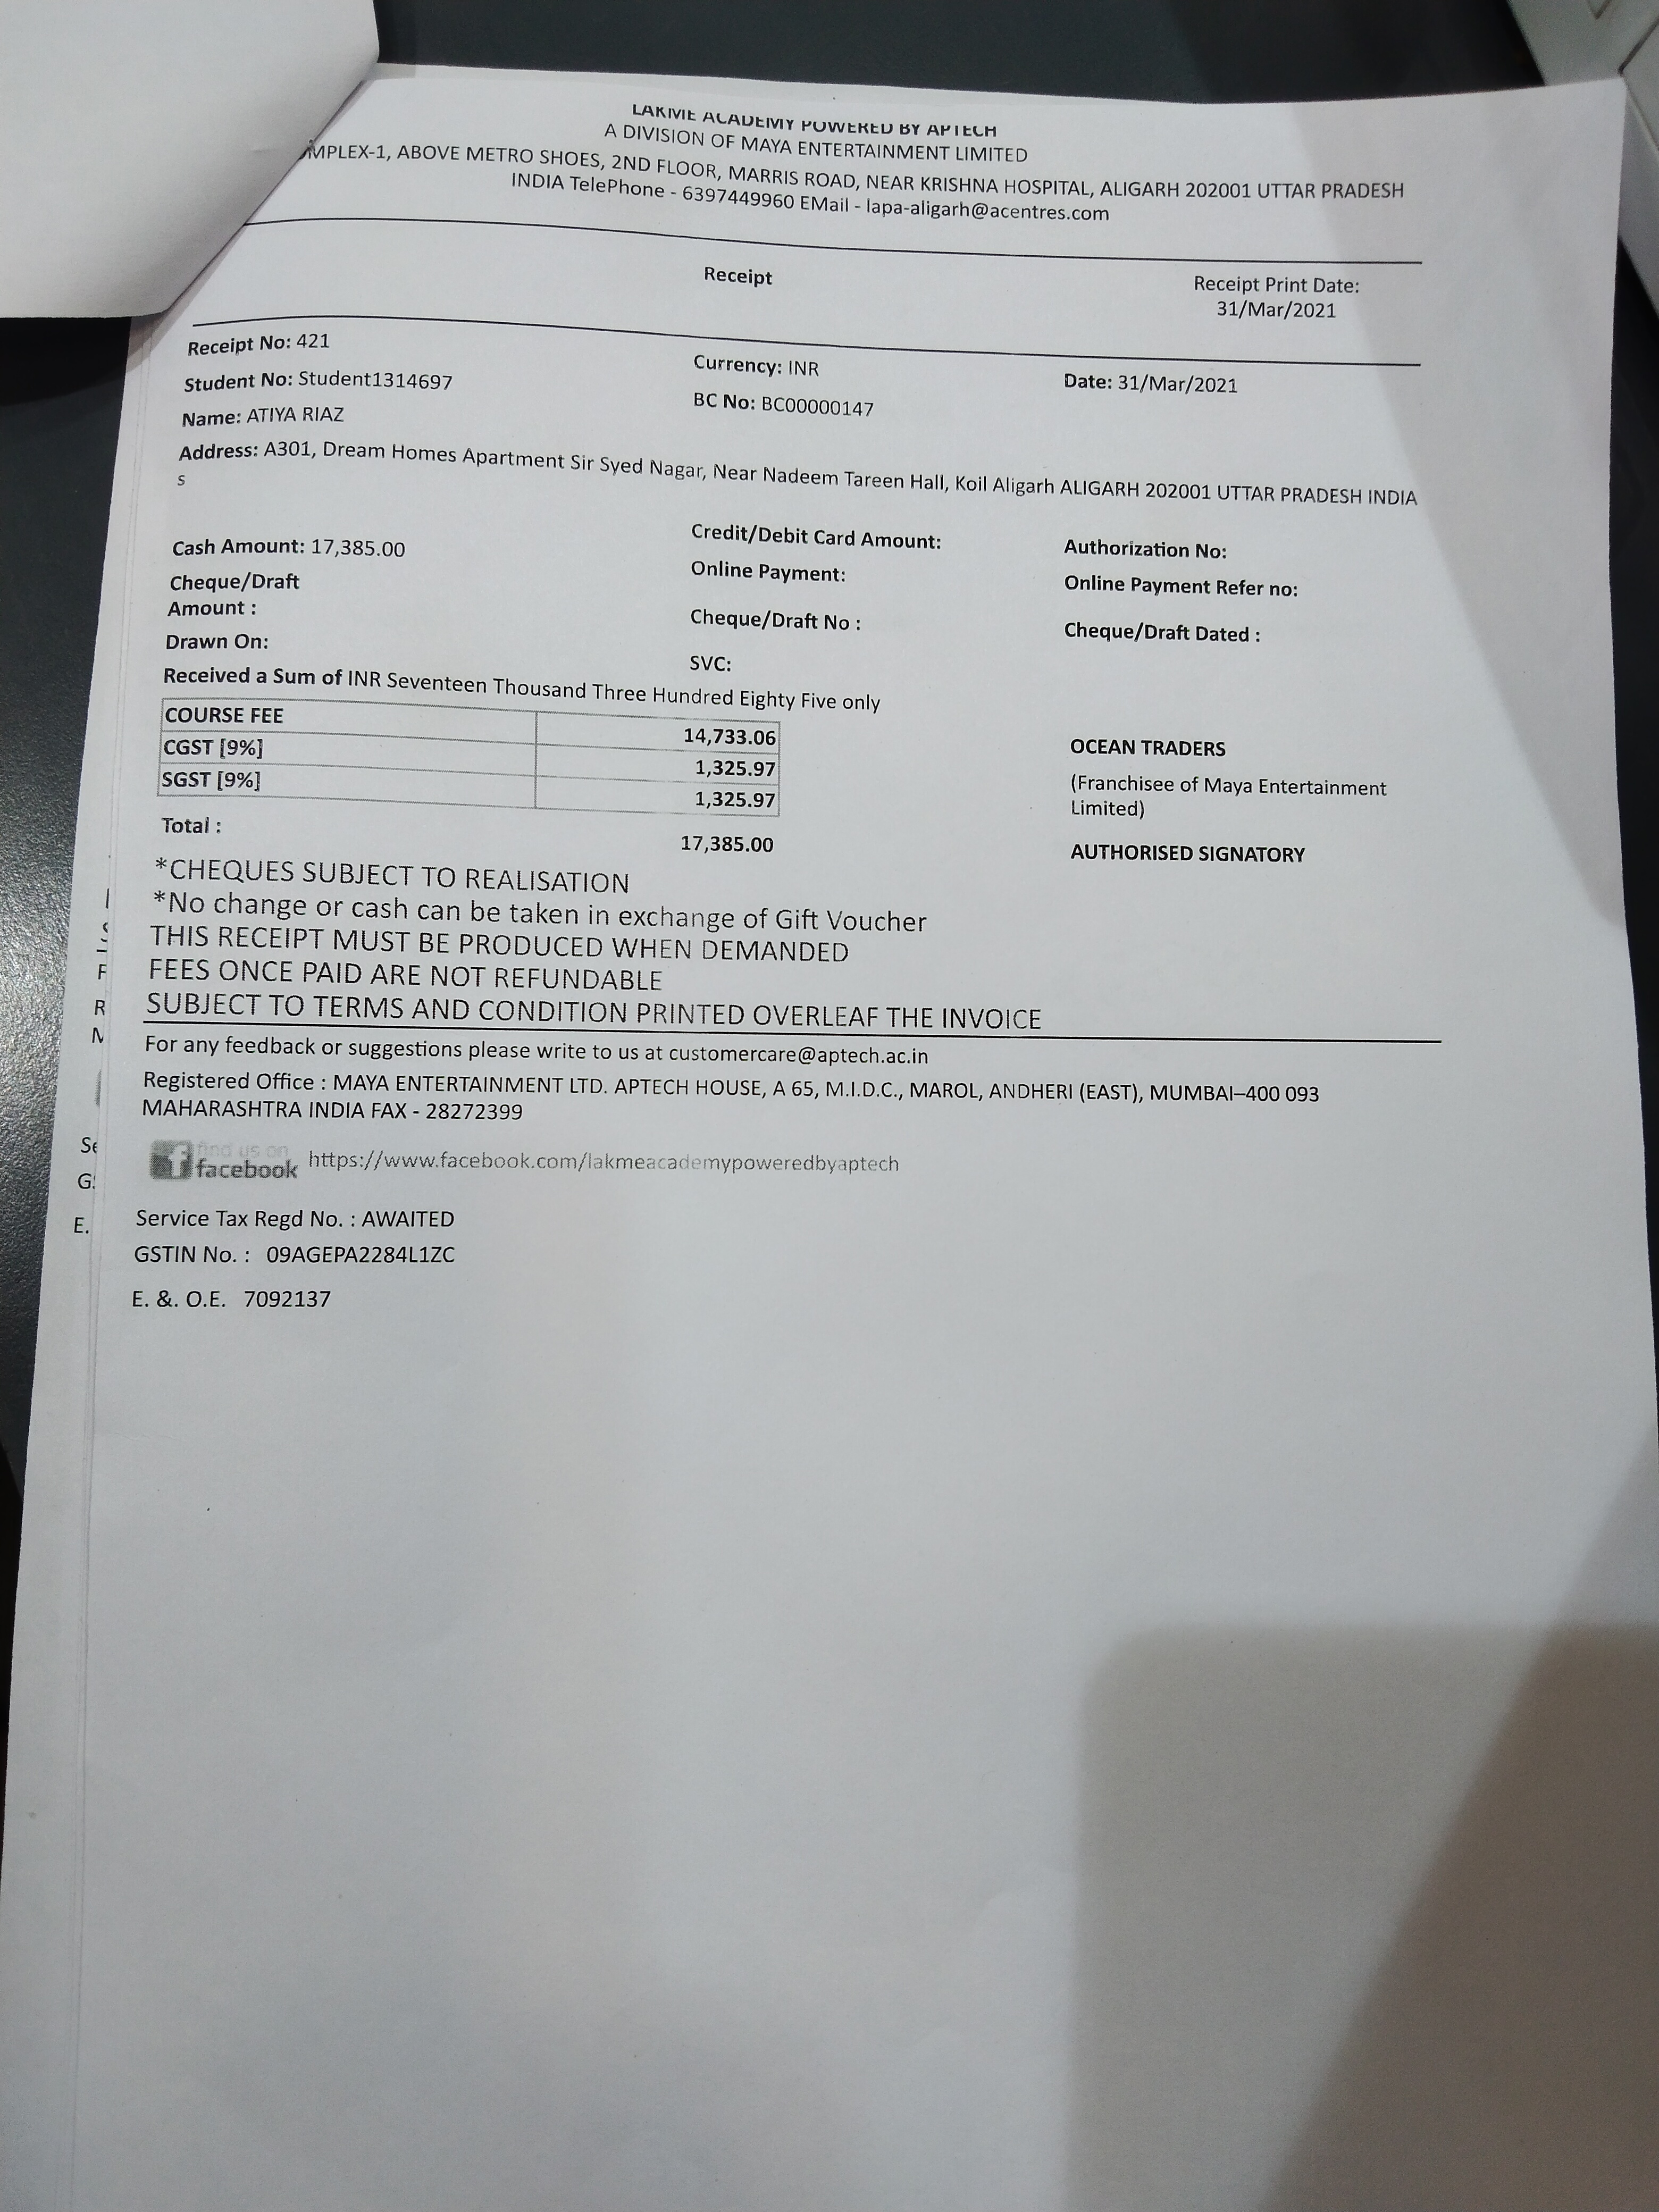 LAKME ACADEMY POWERED BY APTECH
A DIVISION OF MAYA ENTERTAINMENT LIMITED
MPLEX-1, ABOVE METRO SHOES, 2ND FLOOR, MARRIS ROAD, NEAR KRISHNA HOSPITAL, ALIGARH 202001 UTTAR PRADESH
INDIA TelePhone - 6397449960 EMail - lapa-aligarh@acentres.com
Receipt
Receipt Print Date:
31/Mar/2021
Receipt No: 421
Currency: INR
Date: 31/Mar/2021
Student No: Student1314697
BC No: BC00000147
Name: ATIYA RIAZ
Address: A301, Dream Homes Apartment Sir Syed Nagar, Near Nadeem Tareen Hall, Koil Aligarh ALIGARH 202001 UTTAR PRADESH INDIA
s
Cash Amount: 17,385.00
Credit/Debit Card Amount:
Authorization No:
Cheque/Draft
Amount :
Online Payment:
Online Payment Refer no:
Cheque/Draft No :
Cheque/Draft Dated :
Drawn On:
SVC:
Received a Sum of INR Seventeen Thousand Three Hundred Eighty Five only
COURSE FEE 14,733.06
CGST [9%] 1,325.97
SGST [9%] 1,325.97
Total : 17,385.00
OCEAN TRADERS
(Franchisee of Maya Entertainment
Limited)
AUTHORISED SIGNATORY
*CHEQUES SUBJECT TO REALISATION
*No change or cash can be taken in exchange of Gift Voucher
THIS RECEIPT MUST BE PRODUCED WHEN DEMANDED
FEES ONCE PAID ARE NOT REFUNDABLE
SUBJECT TO TERMS AND CONDITION PRINTED OVERLEAF THE INVOICE
For any feedback or suggestions please write to us at customercare@aptech.ac.in
Registered Office : MAYA ENTERTAINMENT LTD. APTECH HOUSE, A 65, M.I.D.C., MAROL, ANDHERI (EAST), MUMBAI–400 093
MAHARASHTRA INDIA FAX - 28272399
find us on
facebook https://www.facebook.com/lakmeacademypoweredbyaptech
Service Tax Regd No. : AWAITED
GSTIN No. : 09AGEPA2284L1ZC
E. &. O.E. 7092137